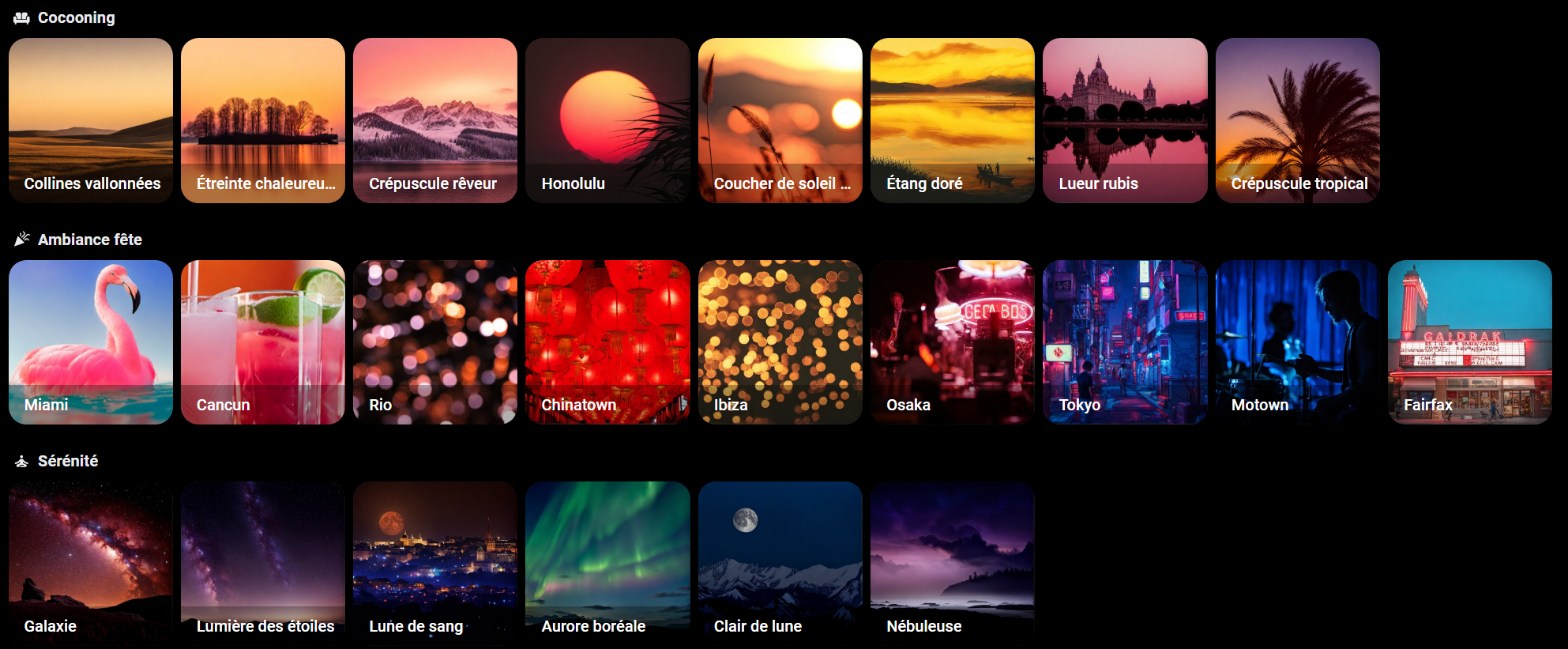 Cocooning
Collines vallonnées
Étreinte chaleureu...
Crépuscule rêveur
Honolulu
Coucher de soleil ...
Étang doré
Lueur rubis
Crépuscule tropical
Ambiance fête
Miami
Cancun
Rio
Chinatown
Ibiza
Osaka
Tokyo
Motown
Fairfax
Sérénité
Galaxie
Lumière des étoiles
Lune de sang
Aurore boréale
Clair de lune
Nébuleuse